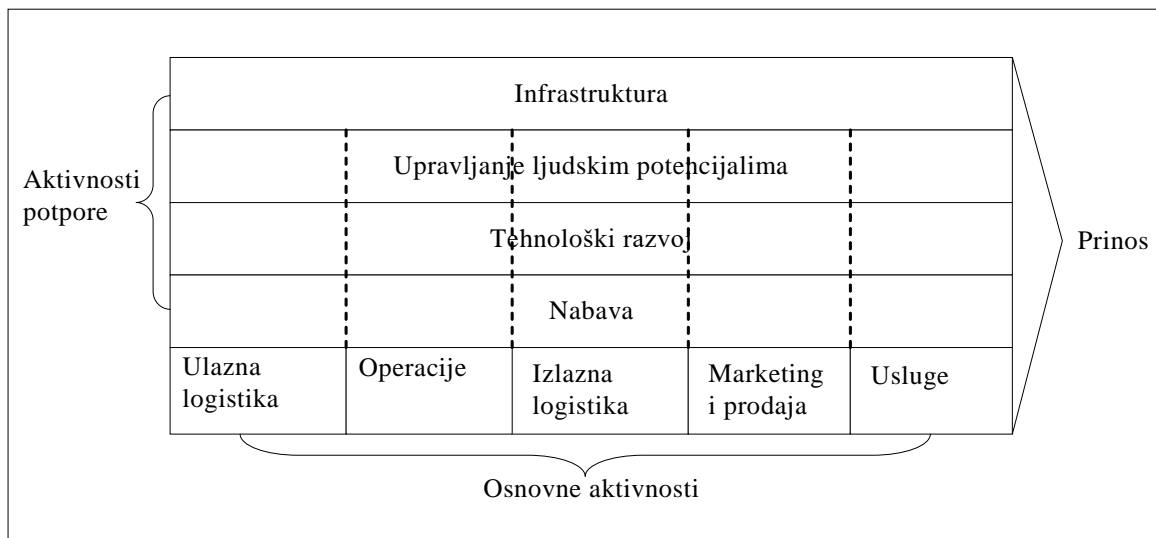 Infrastruktura
Upravljanje ljudskim potencijalima
Aktivnosti
potpore
Tehnološki razvoj
Prinos
Nabava
Ulazna
logistika
Operacije
Izlazna
logistika
Marketing
i prodaja
Usluge
Osnovne aktivnosti